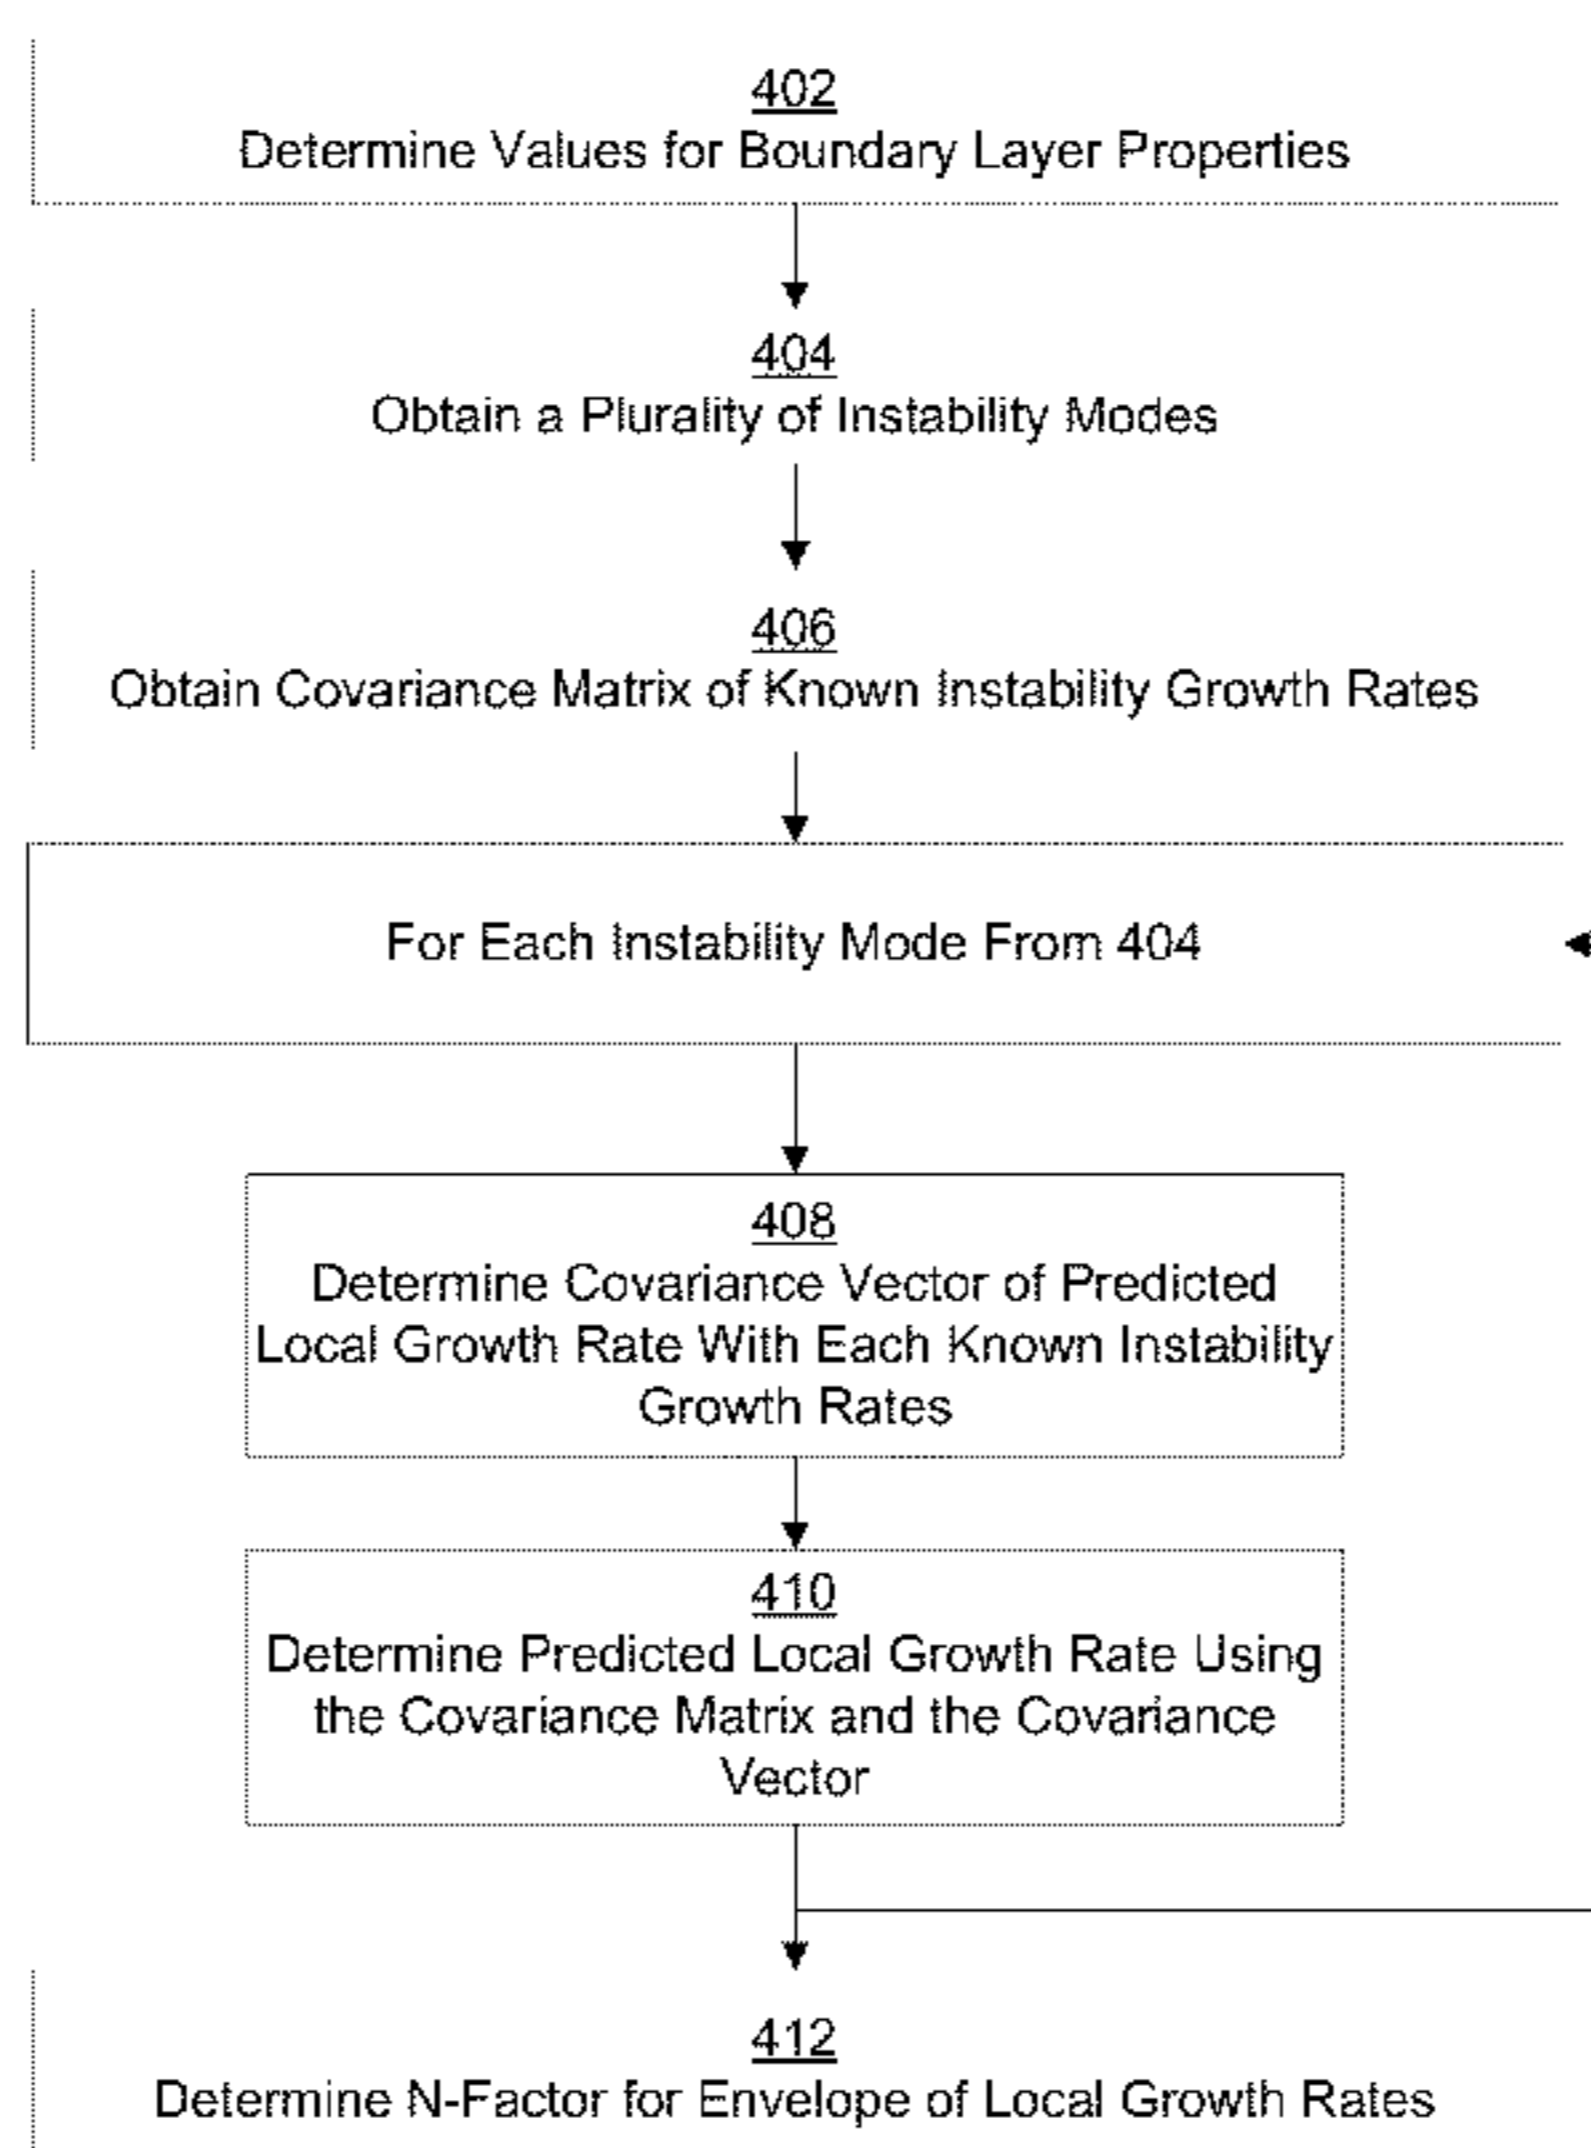 402
Determine Values for Boundary Layer Properties
404
Obtain a Plurality of Instability Modes
406
Obtain Covariance Matrix of Known Instability Growth Rates
For Each Instability Mode From 404
408
Determine Covariance Vector of Predicted
Local Growth Rate With Each Known Instability
Growth Rates
410
Determine Predicted Local Growth Rate Using
the Covariance Matrix and the Covariance
Vector
412
Determine N-Factor for Envelope of Local Growth Rates